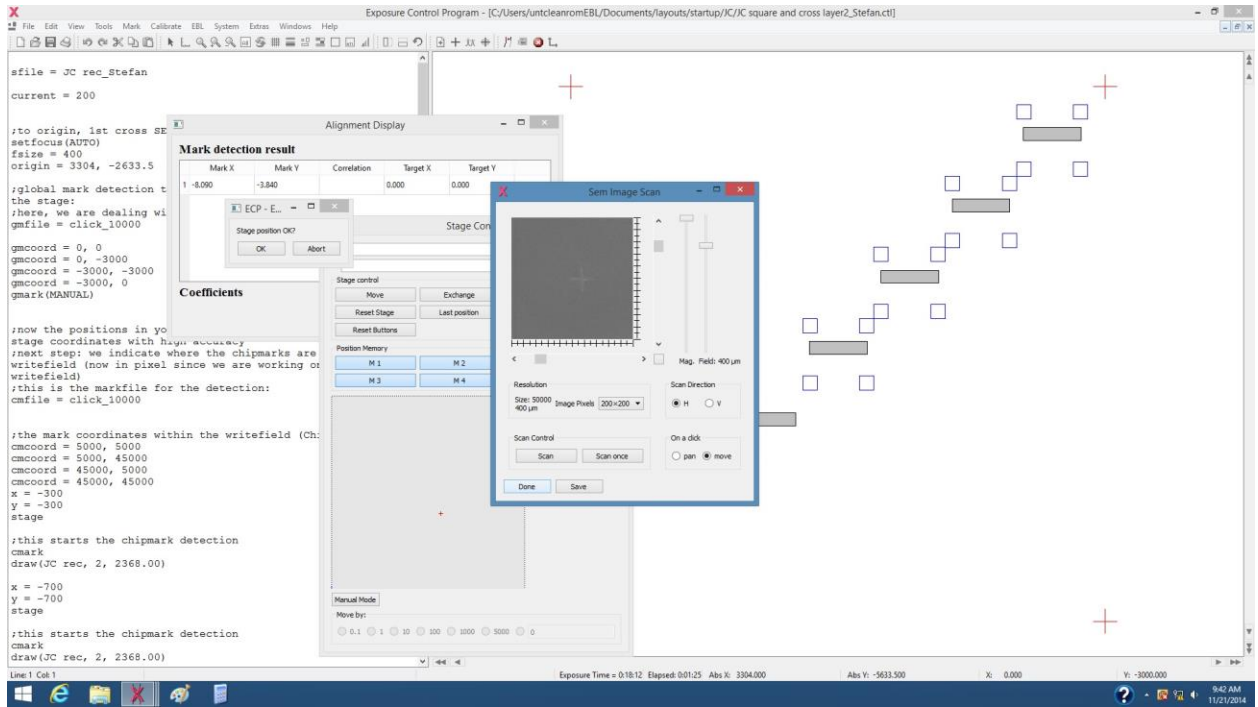 Exposure Control Program - [C:/Users/untcleanromEBL/Documents/layouts/startup/JC/JC square and cross layer2_Stefan.ctl]
File Edit View Tools Mark Calibrate EBL System Extras Windows Help
sfile = JC rec_Stefan
current = 200
;to origin, 1st cross SE
setfocus(AUTO)
fsize = 400
origin = 3304, -2633.5
;global mark detection t
the stage:
;here, we are dealing wi
gmfile = click_10000
gmcoord = 0, 0
gmcoord = 0, -3000
gmcoord = -3000, -3000
gmcoord = -3000, 0
gmark(MANUAL)
;now the positions in yo
stage coordinates with high accuracy
;next step: we indicate where the chipmarks are
writefield (now in pixel since we are working on
writefield)
;this is the markfile for the detection:
cmfile = click_10000
;the mark coordinates within the writefield (Chi
cmcoord = 5000, 5000
cmcoord = 5000, 45000
cmcoord = 45000, 5000
cmcoord = 45000, 45000
x = -300
y = -300
stage
;this starts the chipmark detection
cmark
draw(JC rec, 2, 2368.00)
x = -700
y = -700
stage
;this starts the chipmark detection
cmark
draw(JC rec, 2, 2368.00)
Alignment Display
Mark detection result
Mark X Mark Y Correlation Target X Target Y
1 -8.090 -3.840 0.000 0.000
Coefficients
ECP - E...
Stage position OK?
OK Abort
Stage Con
Stage control
Move Exchange
Reset Stage Last position
Reset Buttons
Position Memory
M 1 M 2
M 3 M 4
Manual Mode
Move by:
0.1 1 10 100 1000 5000 0
Sem Image Scan
Mag. Field: 400 µm
Resolution
Size: 50000
400 µm
Image Pixels 200×200
Scan Direction
H V
Scan Control
Scan Scan once
On a click
pan move
Done Save
Line: 1 Col: 1
Exposure Time = 0:18:12 Elapsed: 0:01:25 Abs X: 3304.000 Abs Y: -5633.500 X: 0.000 Y: -3000.000
9:42 AM
11/21/2014